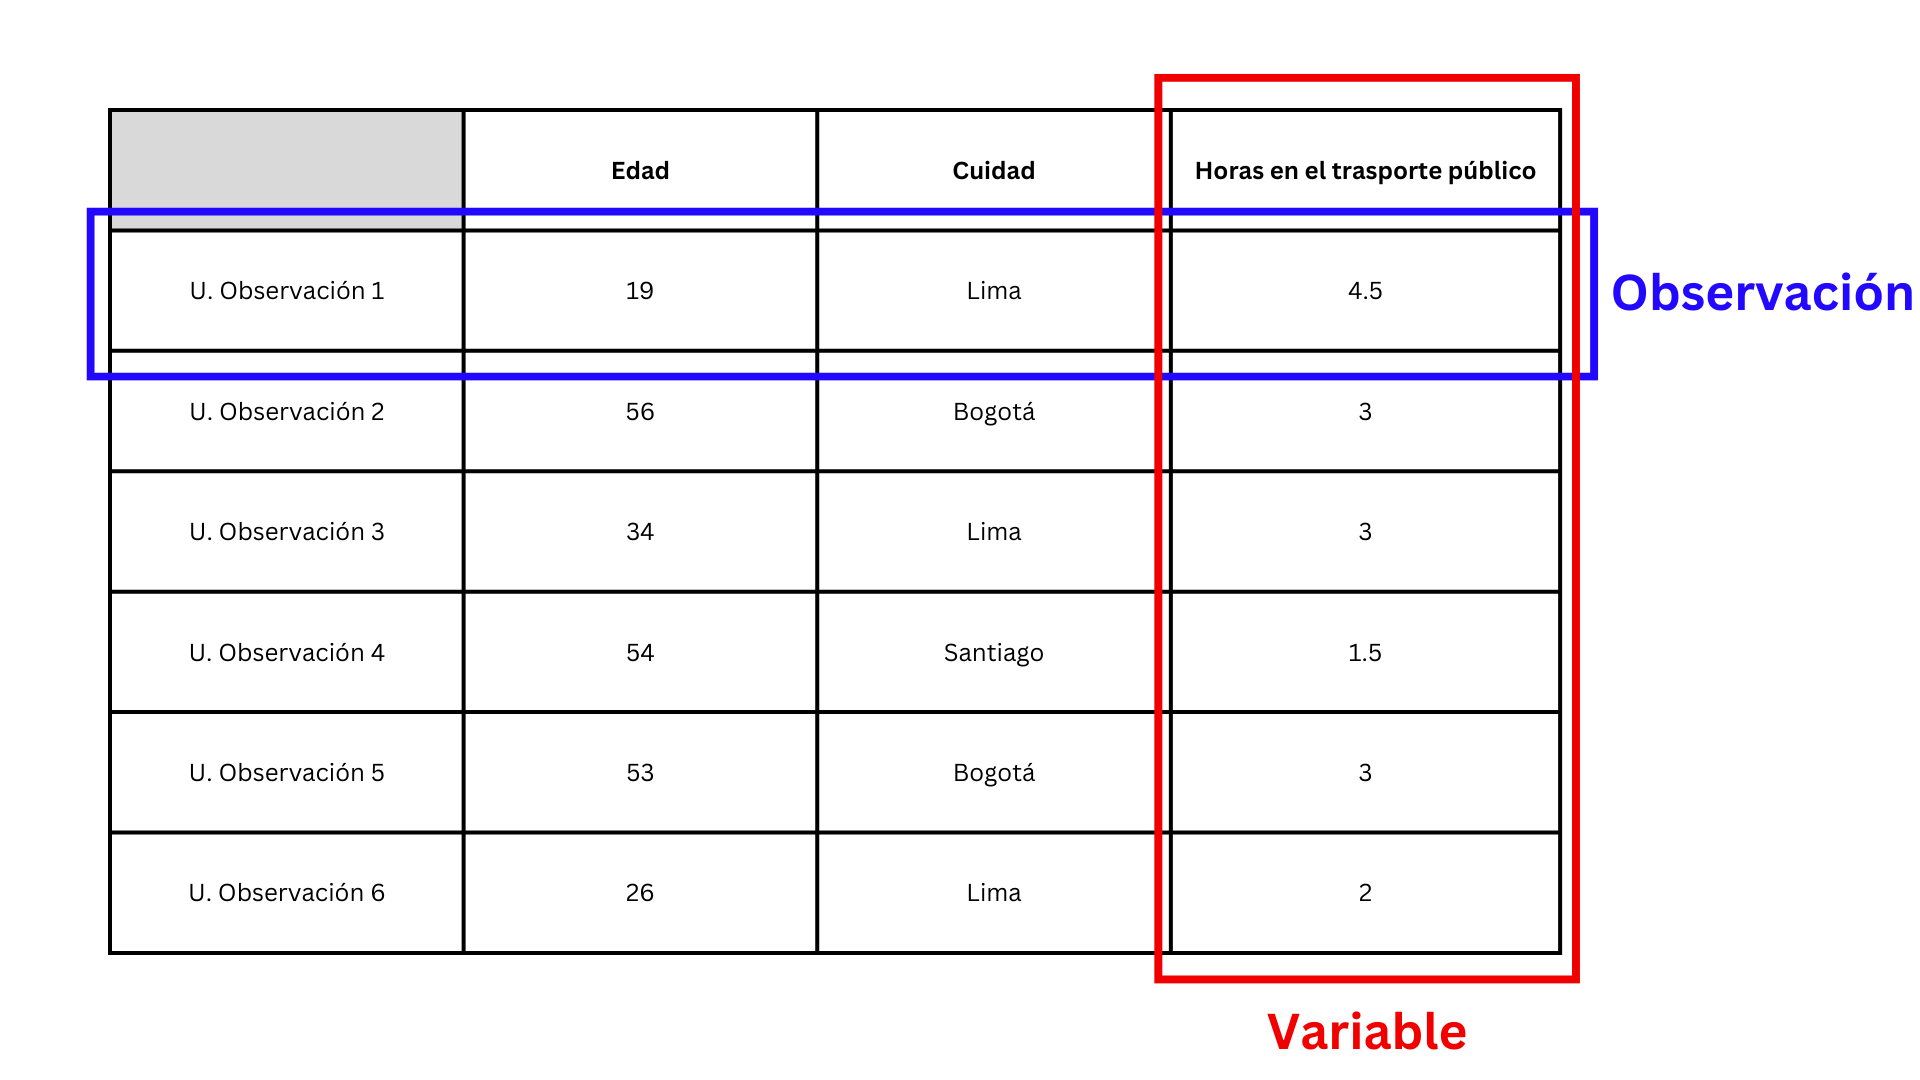 Edad Cuidad Horas en el trasporte público
U. Observación 1 19 Lima 4.5
Observación
U. Observación 2 56 Bogotá 3
U. Observación 3 34 Lima 3
U. Observación 4 54 Santiago 1.5
U. Observación 5 53 Bogotá 3
U. Observación 6 26 Lima 2
Variable